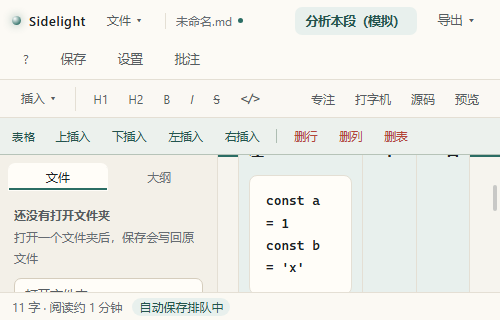 Sidelight 文件 未命名.md 分析本段（模拟） 导出
? 保存 设置 批注
插入 H1 H2 B I S </> 专注 打字机 源码 预览
表格 上插入 下插入 左插入 右插入 删行 删列 删表
文件 大纲
还没有打开文件夹
打开一个文件夹后，保存会写回原
文件
打开文件夹
const a
= 1
const b
= 'x'
11 字 · 阅读约 1 分钟 自动保存排队中